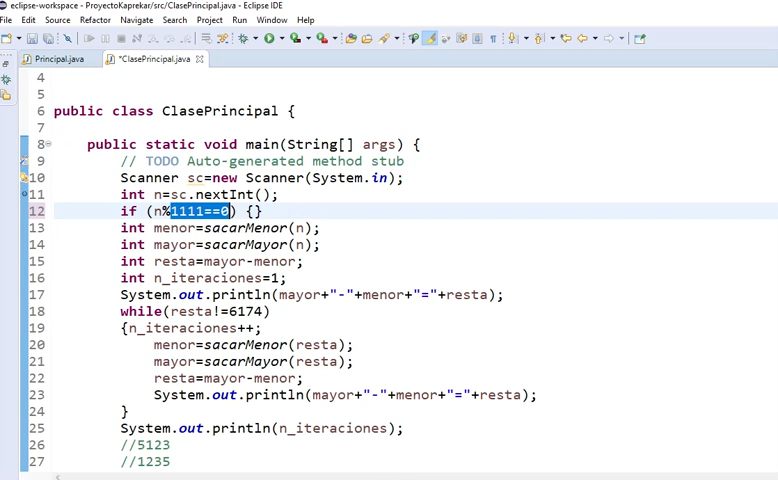 eclipse-workspace - ProyectoKaprekar/src/ClasePrincipal.java - Eclipse IDE
File Edit Source Refactor Navigate Search Project Run Window Help
Principal.java *ClasePrincipal.java
4
5
6 public class ClasePrincipal {
7
8 public static void main(String[] args) {
9 // TODO Auto-generated method stub
10 Scanner sc=new Scanner(System.in);
11 int n=sc.nextInt();
12 if (n%1111==0) {}
13 int menor=sacarMenor(n);
14 int mayor=sacarMayor(n);
15 int resta=mayor-menor;
16 int n_iteraciones=1;
17 System.out.println(mayor+"-"+menor+"="+resta);
18 while(resta!=6174)
19 {n_iteraciones++;
20 menor=sacarMenor(resta);
21 mayor=sacarMayor(resta);
22 resta=mayor-menor;
23 System.out.println(mayor+"-"+menor+"="+resta);
24 }
25 System.out.println(n_iteraciones);
26 //5123
27 //1235